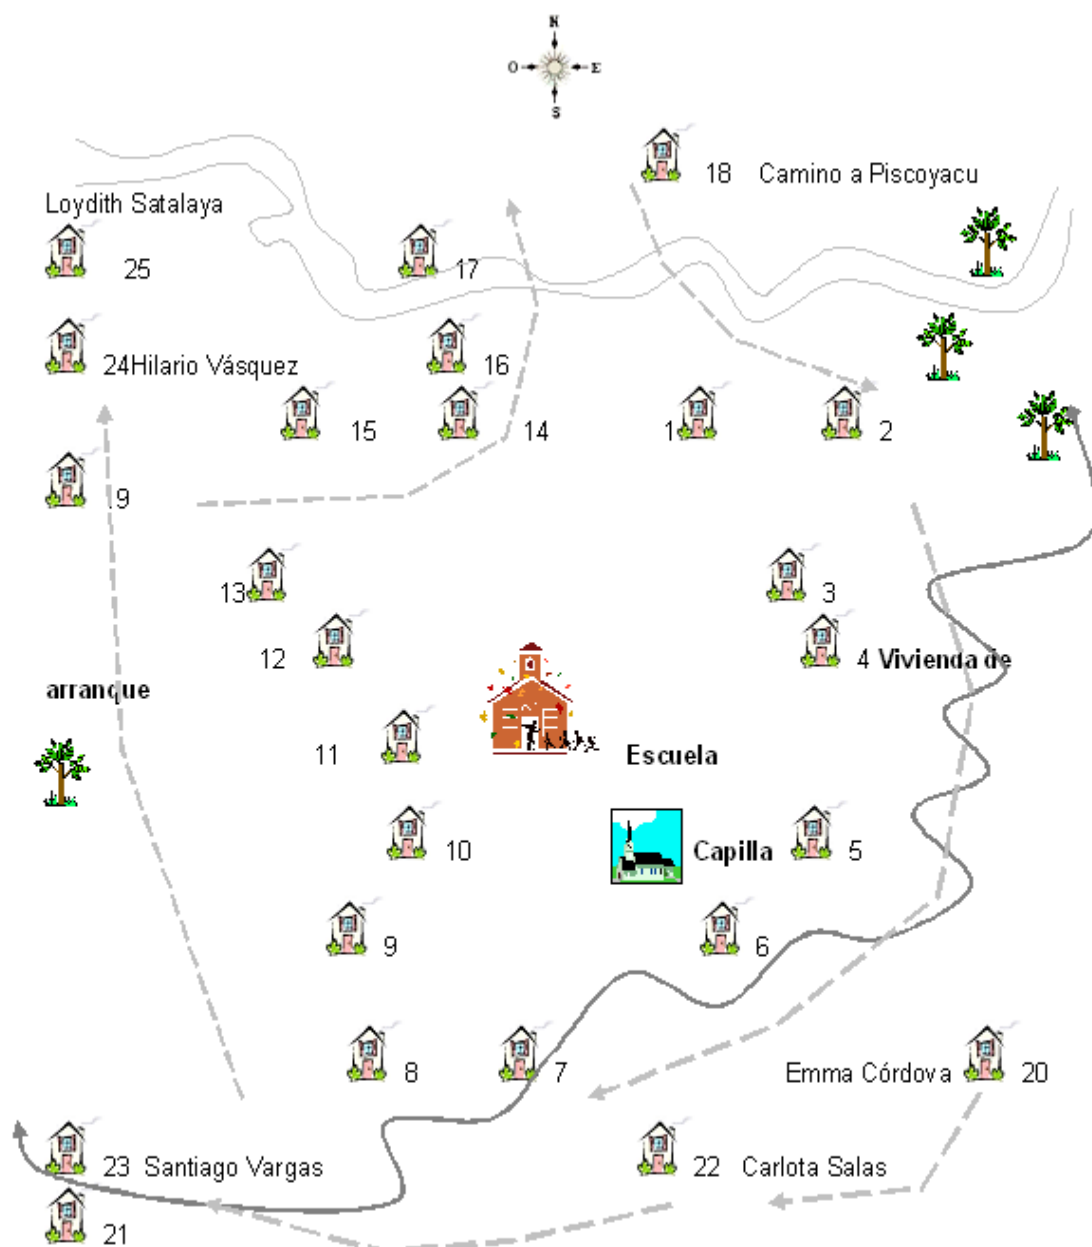 N
O E
S
18 Camino a Piscoyacu
Loydith Satalaya
25
17
24Hilario Vásquez
16
15
14
1
2
.9
13
3
12
4 Vivienda de
arranque
11
Escuela
10
Capilla
5
9
6
8
7
Emma Córdova 20
23 Santiago Vargas
22 Carlota Salas
21